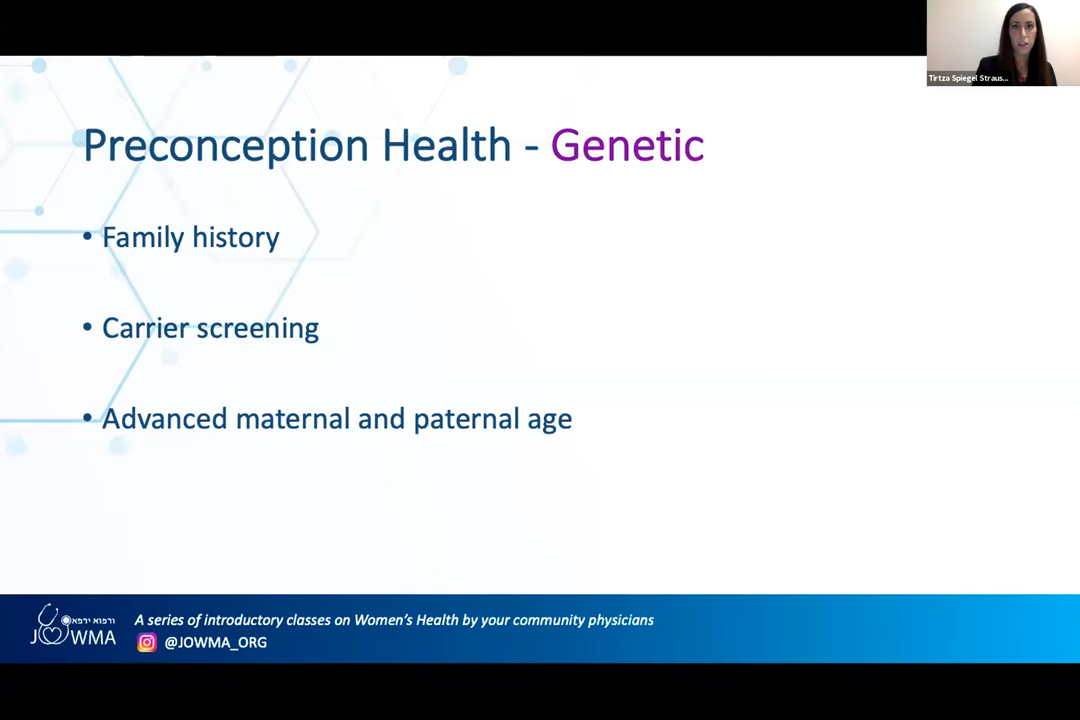 Tirtza Spiegel Straus...
Preconception Health - Genetic
• Family history
• Carrier screening
• Advanced maternal and paternal age
ורפוא ירפא
JOWMA
A series of introductory classes on Women's Health by your community physicians
@JOWMA_ORG